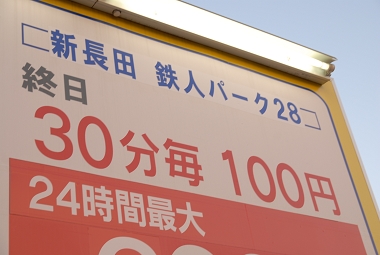 新長田 鉄人パーク28
終日
30分毎 100円
24時間最大